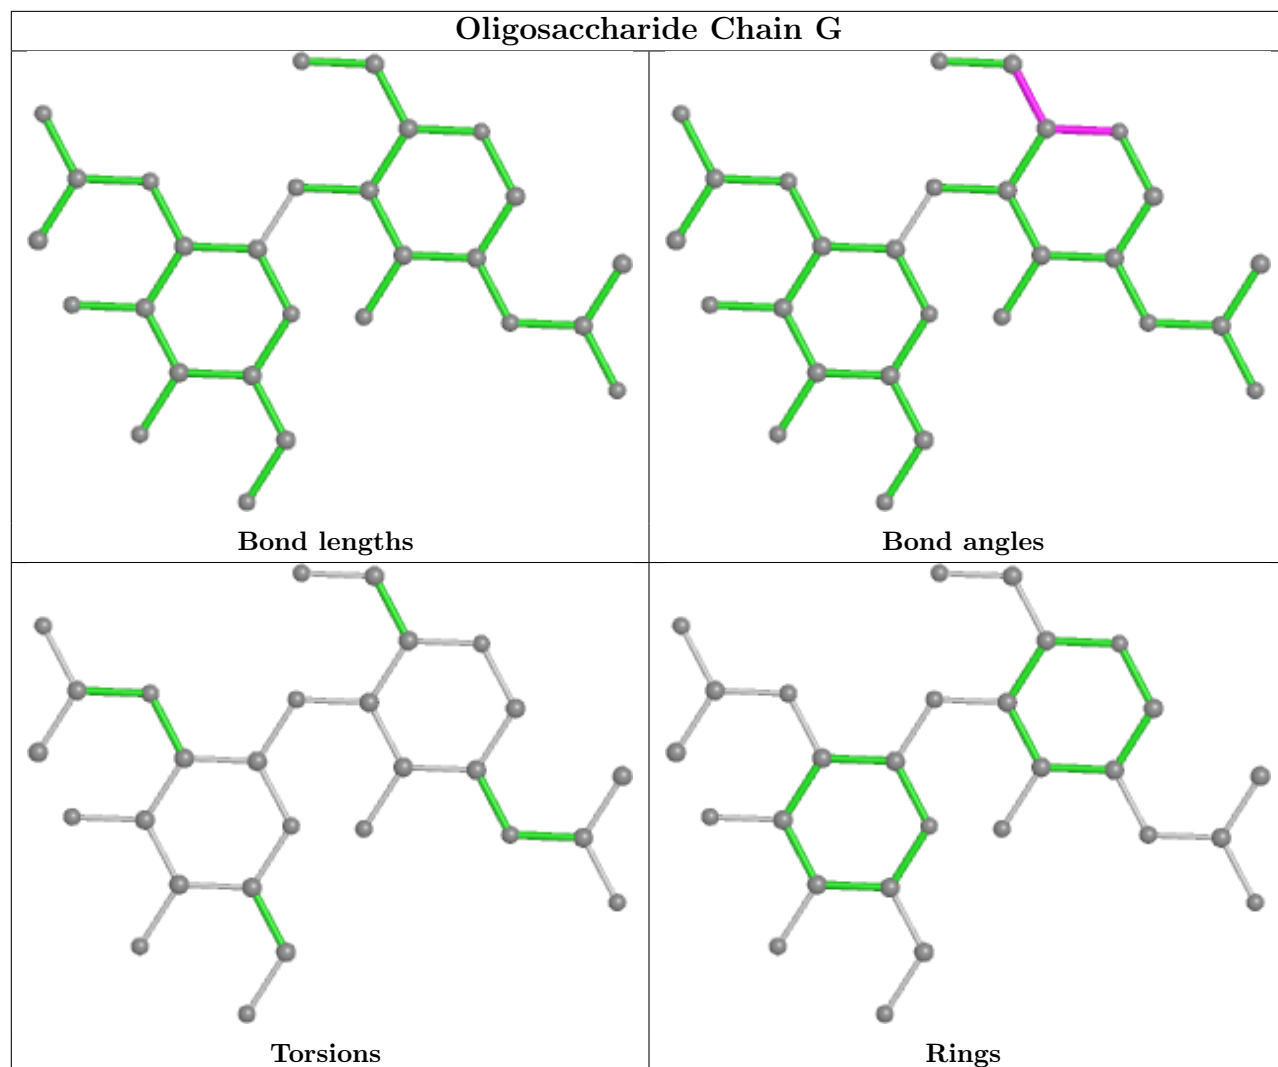 Oligosaccharide Chain G
Bond lengths
Bond angles
Torsions
Rings